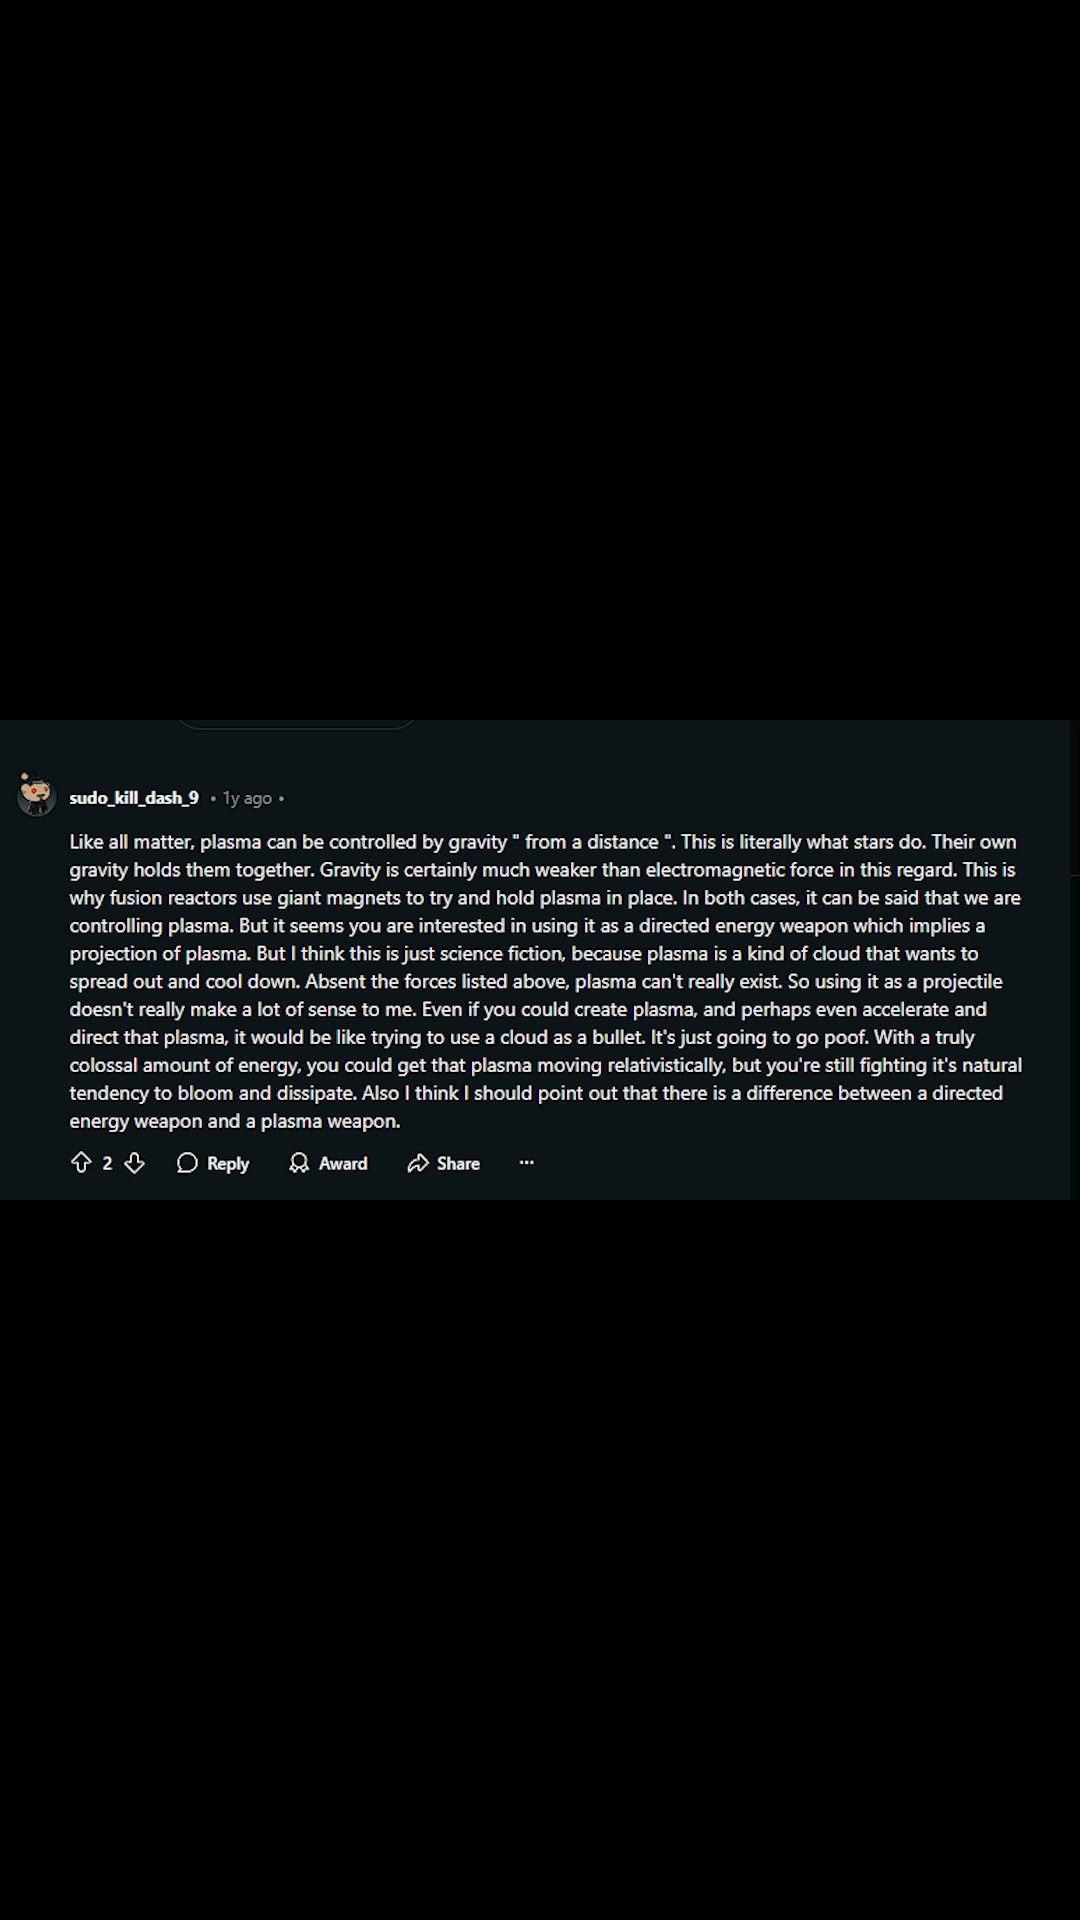 sudo_kill_dash_9 • 1y ago •
Like all matter, plasma can be controlled by gravity " from a distance ". This is literally what stars do. Their own
gravity holds them together. Gravity is certainly much weaker than electromagnetic force in this regard. This is
why fusion reactors use giant magnets to try and hold plasma in place. In both cases, it can be said that we are
controlling plasma. But it seems you are interested in using it as a directed energy weapon which implies a
projection of plasma. But I think this is just science fiction, because plasma is a kind of cloud that wants to
spread out and cool down. Absent the forces listed above, plasma can't really exist. So using it as a projectile
doesn't really make a lot of sense to me. Even if you could create plasma, and perhaps even accelerate and
direct that plasma, it would be like trying to use a cloud as a bullet. It's just going to go poof. With a truly
colossal amount of energy, you could get that plasma moving relativistically, but you're still fighting it's natural
tendency to bloom and dissipate. Also I think I should point out that there is a difference between a directed
energy weapon and a plasma weapon.
2 Reply Award Share ...